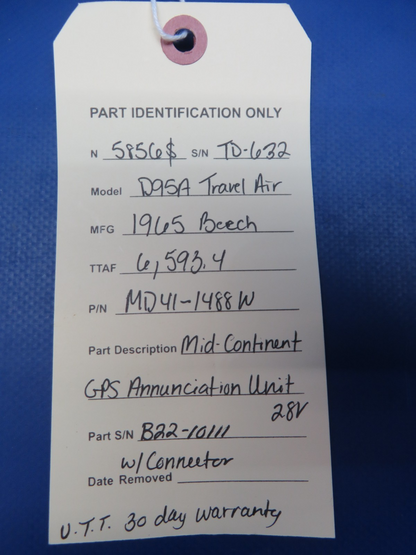 PART IDENTIFICATION ONLY
N 5856$ S/N TD-632
Model D95A Travel Air
MFG 1965 Beech
TTAF 6,593.4
P/N MD41-1488W
Part Description Mid-Continent
GPS Annunciation Unit
28V
Part S/N B22-10111
w/ Connector
Date Removed
U.T.T. 30 day warranty